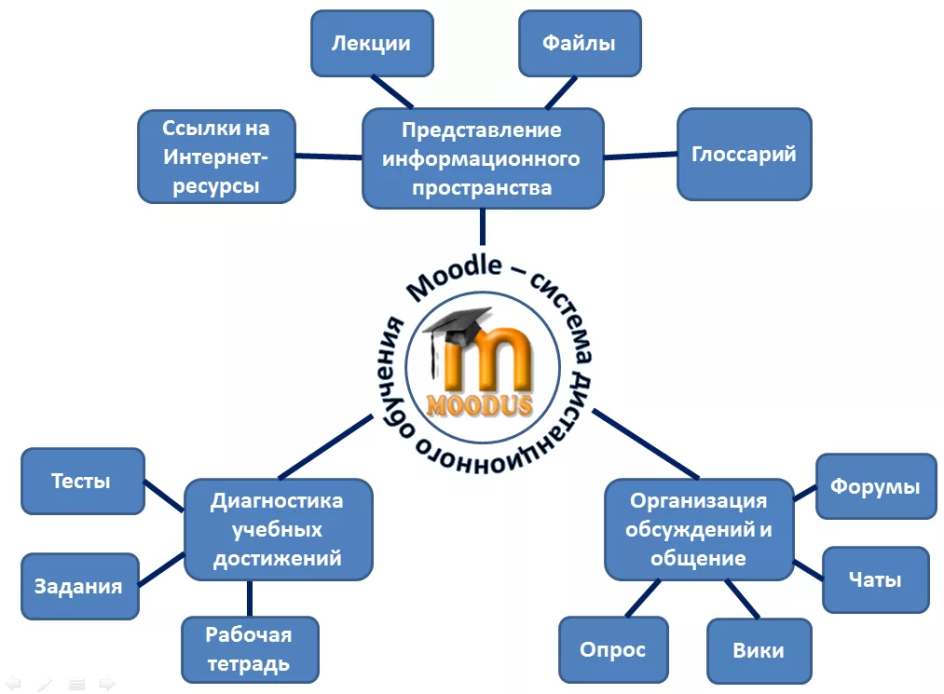 Лекции
Файлы
Ссылки на
Интернет-
ресурсы
Представление
информационного
пространства
Глоссарий
Moodle – система дистанционного обучения
m
MOODUS
Тесты
Задания
Диагностика
учебных
достижений
Рабочая
тетрадь
Организация
обсуждений и
общение
Форумы
Чаты
Опрос
Вики